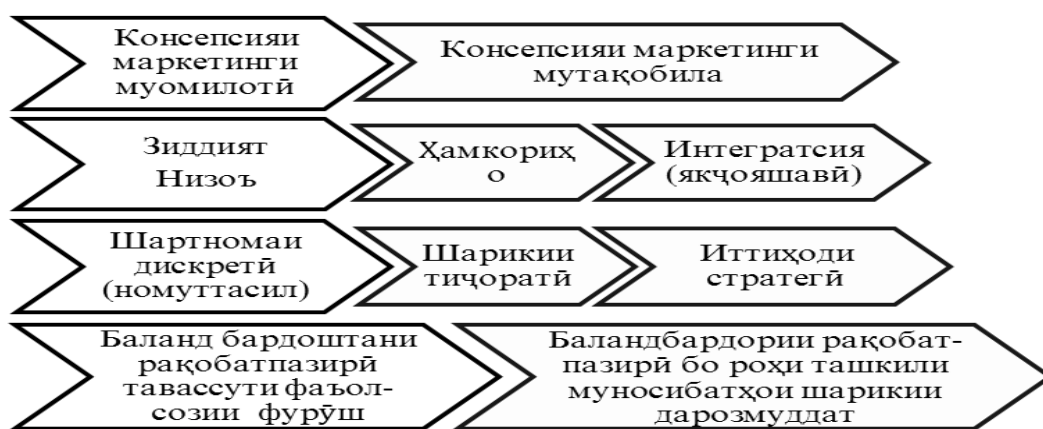 Консепсияи
маркетинги
муомилотӣ
Консепсияи маркетинги
мутақобила
Зиддият
Низоъ
Ҳамкориҳ
о
Интегратсия
(якҷояшавӣ)
Шартномаи
дискретӣ
(номуттасил)
Шарикии
тиҷоратӣ
Иттиҳоди
стратегӣ
Баланд бардоштани
рақобатпазирӣ
тавассути фаъол-
созии фурӯш
Баландбардории рақобат-
пазирӣ бо роҳи ташкили
муносибатҳои шарикии
дарозмуддат